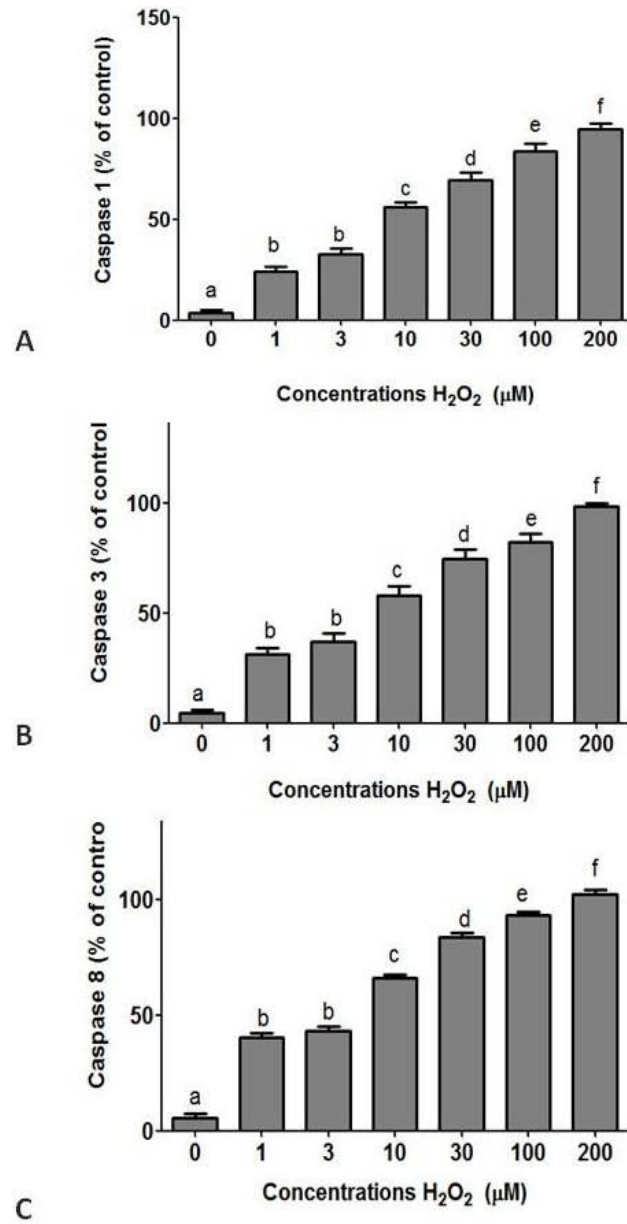 150
Caspase 1 (% of control)
100
50
0
a
b
b
c
d
e
f
0 1 3 10 30 100 200
A
Concentrations H₂O₂ (μM)
Caspase 3 (% of control
100
50
0
a
b
b
c
d
e
f
0 1 3 10 30 100 200
B
Concentrations H₂O₂ (μM)
Caspase 8 (% of contro
100
50
0
a
b
b
c
d
e
f
0 1 3 10 30 100 200
Concentrations H₂O₂ (μM)
C